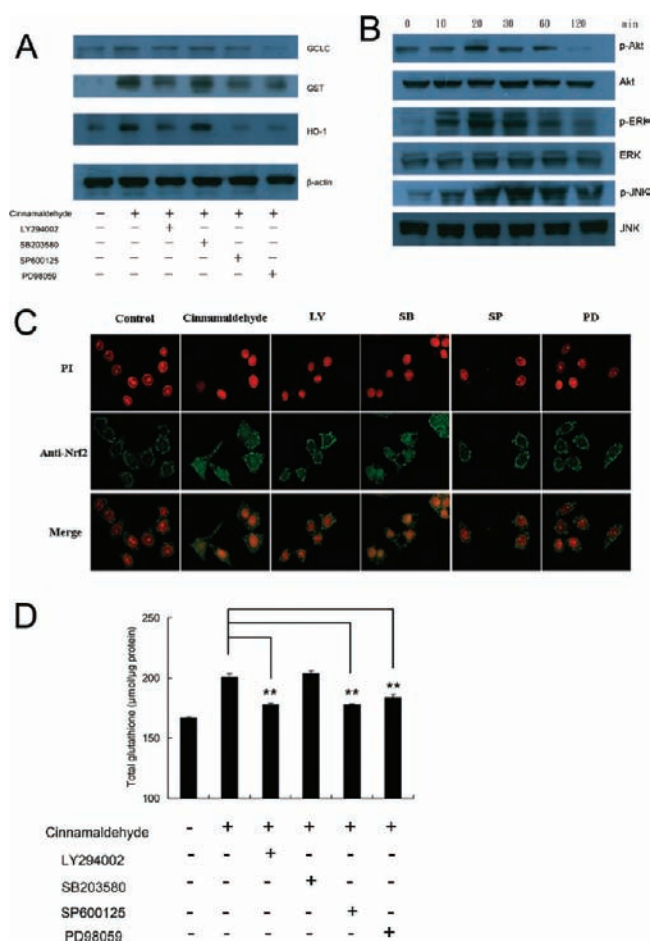 A
GCLC
GST
HO-1
β-actin
Cinnamaldehyde − + + + + +
LY294002 − − + − − −
SB203580 − − − + − −
SP600125 − − − − + −
PD98059 − − − − − +
B
0 10 20 30 60 120 min
p-Akt
Akt
p-ERK
ERK
p-JNK
JNK
C
Control Cinnamaldehyde LY SB SP PD
PI
Anti-Nrf2
Merge
D
Total glutathione (μmol/μg protein)
250
200
150
100
** ** **
Cinnamaldehyde - + + + + +
LY294002 - - + - - -
SB203580 - - - + - -
SP600125 - - - - + -
PD98059 - - - - - +